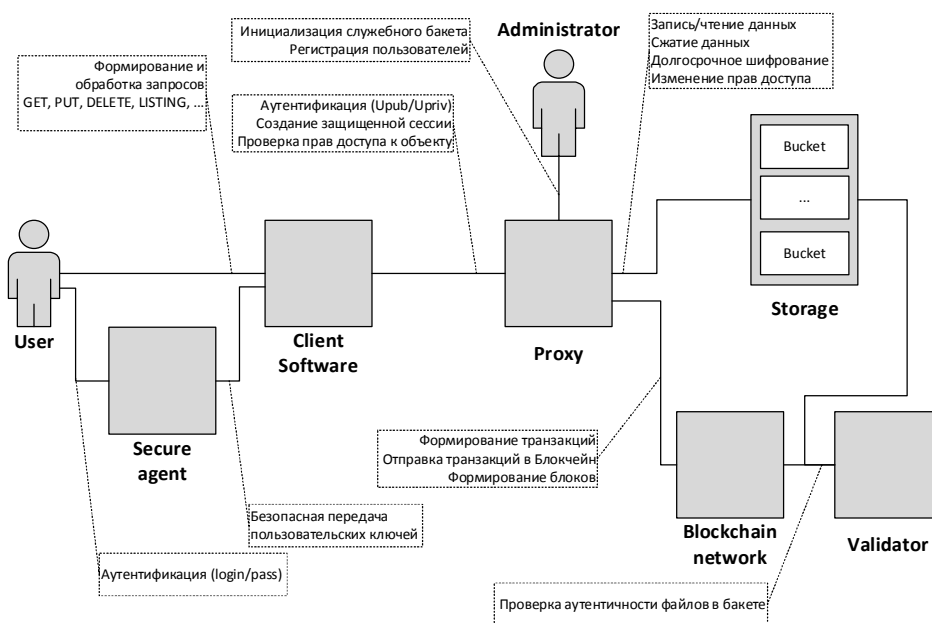 Инициализация служебного бакета
Регистрация пользователей
Administrator
Запись/чтение данных
Сжатие данных
Долгосрочное шифрование
Изменение прав доступа
Формирование и
обработка запросов
GET, PUT, DELETE, LISTING, ...
Аутентификация (Upub/Upriv)
Создание защищенной сессии
Проверка прав доступа к объекту
Bucket
...
Bucket
Storage
User
Client
Software
Proxy
Secure
agent
Формирование транзакций
Отправка транзакций в Блокчейн
Формирование блоков
Безопасная передача
пользовательских ключей
Blockchain
network
Validator
Аутентификация (login/pass)
Проверка аутентичности файлов в бакете